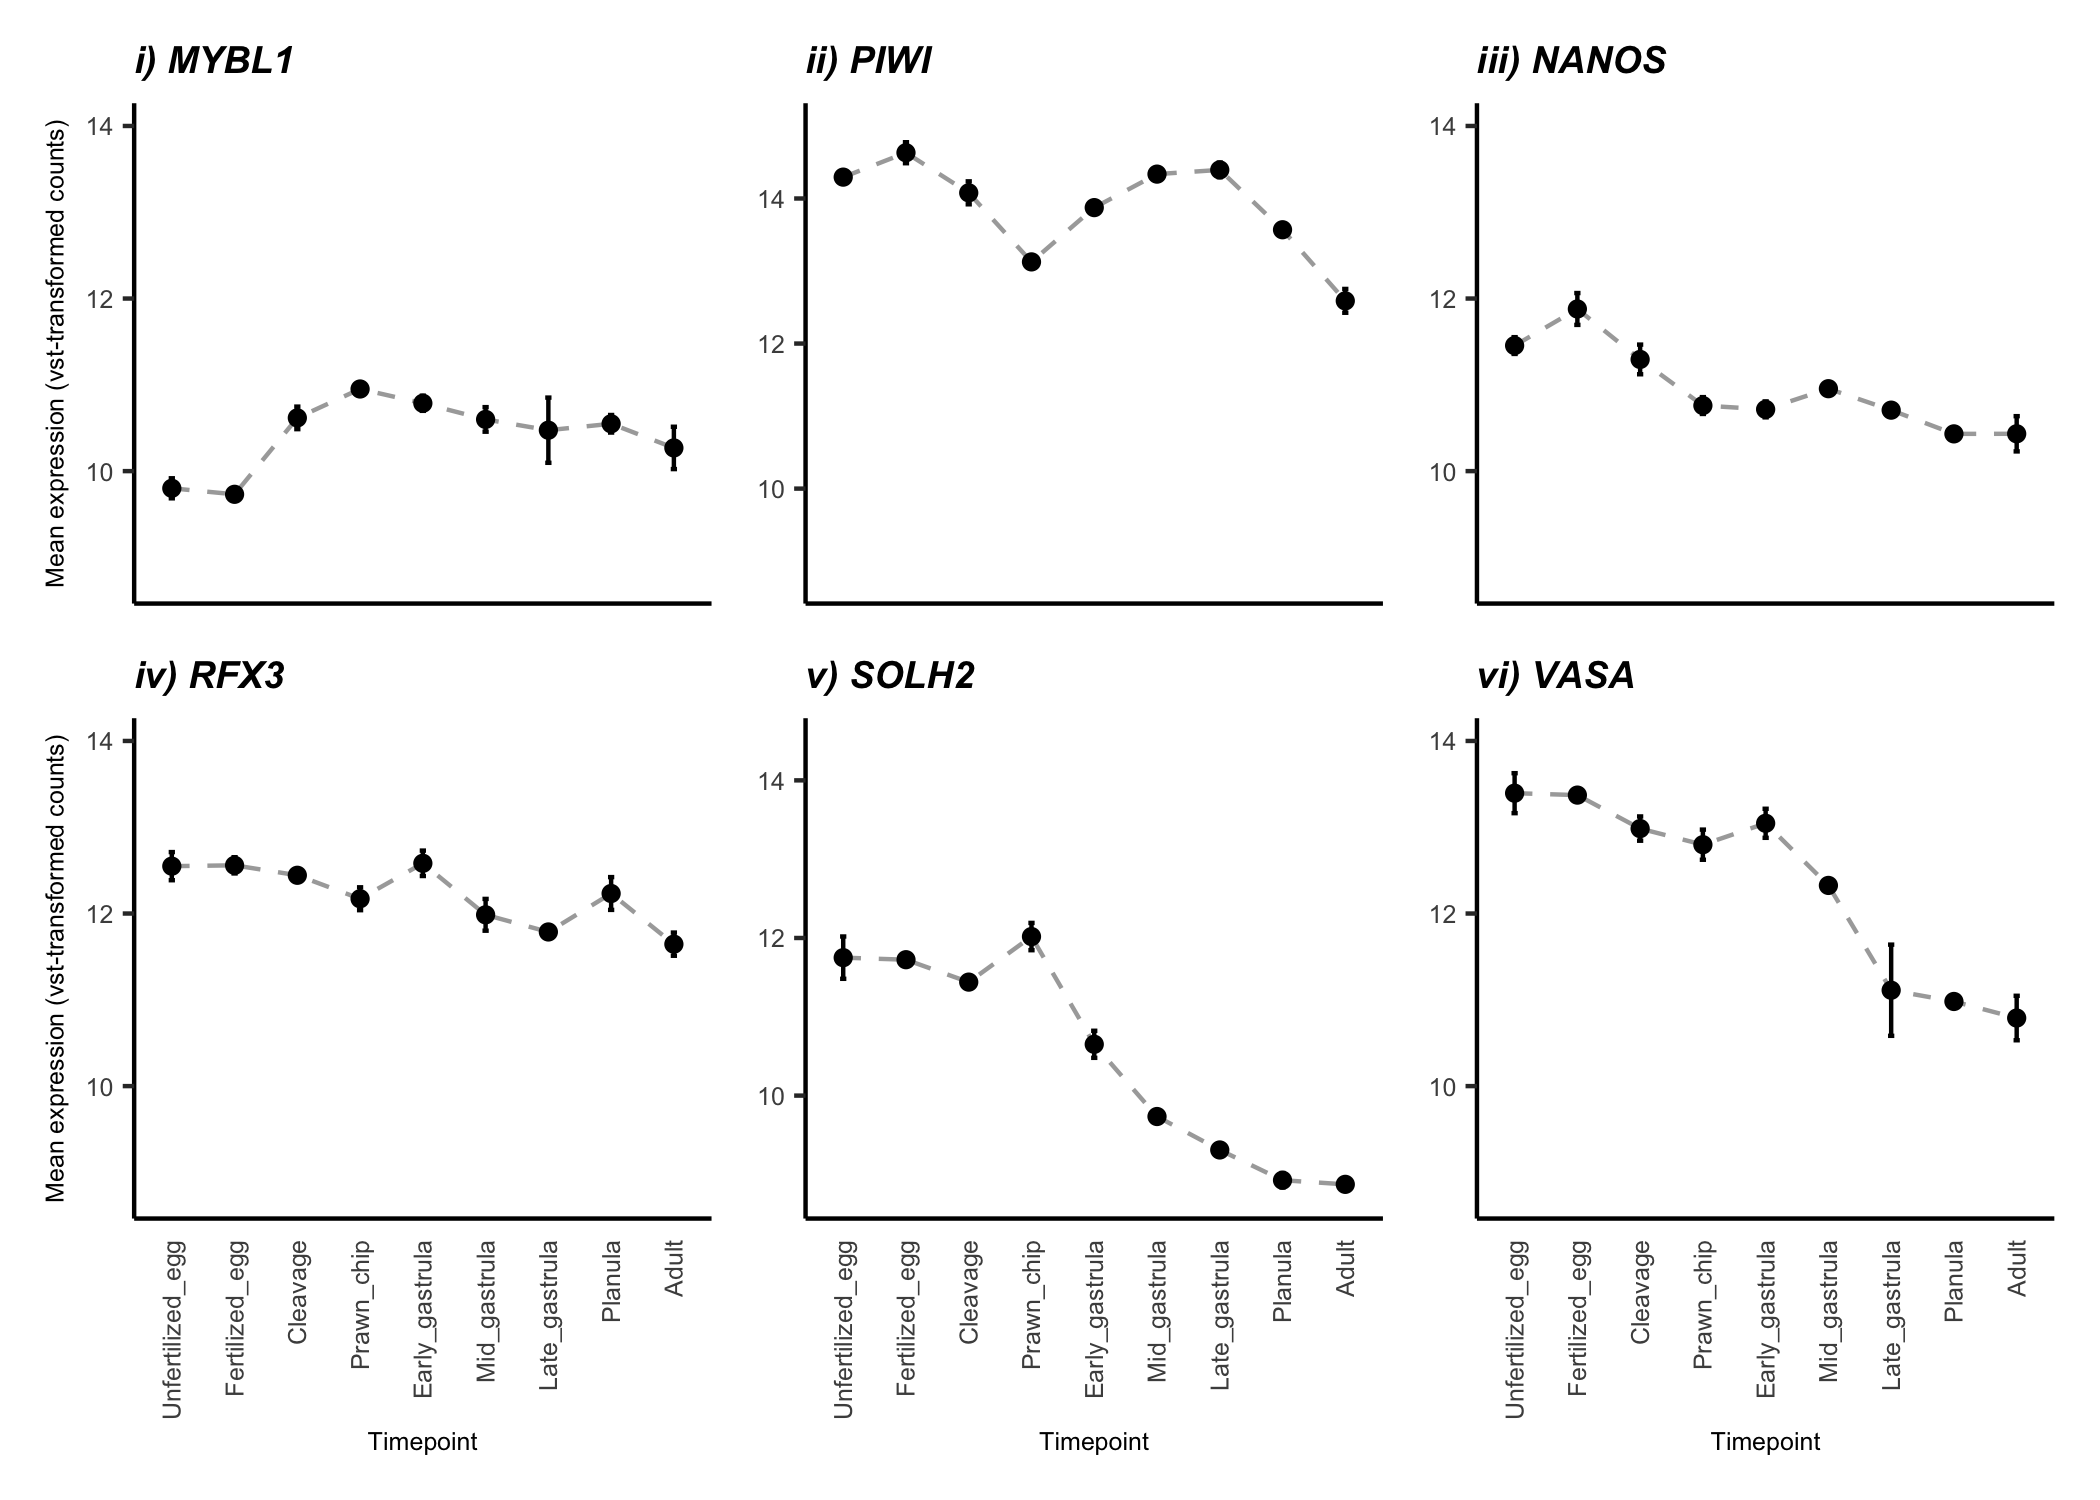 i) MYBL1
ii) PIWI
iii) NANOS
Mean expression (vst-transformed counts)
14
12
10
14
12
10
14
12
10
iv) RFX3
v) SOLH2
vi) VASA
Mean expression (vst-transformed counts)
14
12
10
14
12
10
14
12
10
Unfertilized_egg
Fertilized_egg
Cleavage
Prawn_chip
Early_gastrula
Mid_gastrula
Late_gastrula
Planula
Adult
Unfertilized_egg
Fertilized_egg
Cleavage
Prawn_chip
Early_gastrula
Mid_gastrula
Late_gastrula
Planula
Adult
Unfertilized_egg
Fertilized_egg
Cleavage
Prawn_chip
Early_gastrula
Mid_gastrula
Late_gastrula
Planula
Adult
Timepoint
Timepoint
Timepoint